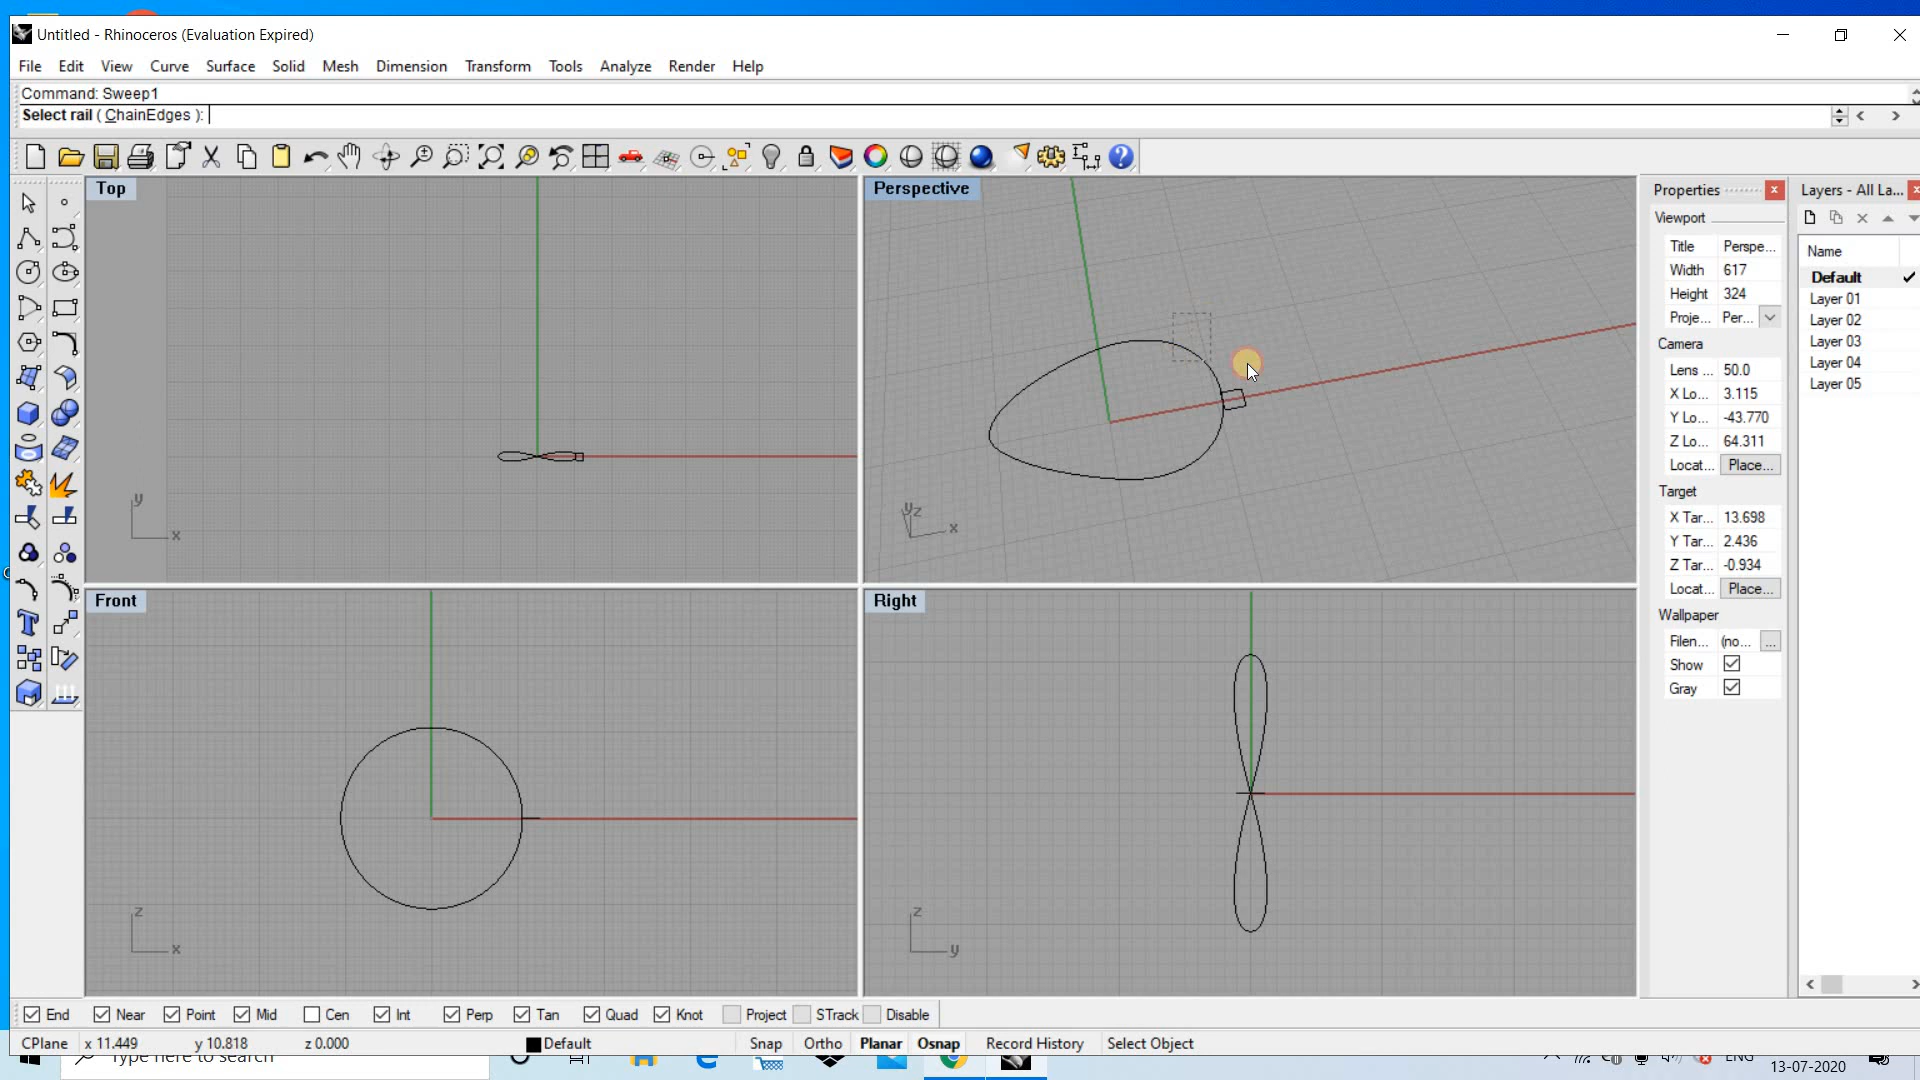 Untitled - Rhinoceros (Evaluation Expired)
File Edit View Curve Surface Solid Mesh Dimension Transform Tools Analyze Render Help
Command: Sweep1
Select rail ( ChainEdges ):
Top
Perspective
Front
Right
y
x
y z
x
z
x
z
y
Properties
Viewport
Title Perspe...
Width 617
Height 324
Proje... Per...
Camera
Lens ... 50.0
X Lo... 3.115
Y Lo... -43.770
Z Lo... 64.311
Locat... Place...
Target
X Tar... 13.698
Y Tar... 2.436
Z Tar... -0.934
Locat... Place...
Wallpaper
Filen... (no... ...
Show
Gray
Layers - All La...
Name
Default
Layer 01
Layer 02
Layer 03
Layer 04
Layer 05
End Near Point Mid Cen Int Perp Tan Quad Knot Project STrack Disable
CPlane x 11.449 y 10.818 z 0.000 Default Snap Ortho Planar Osnap Record History Select Object
Type here to search
ENG
13-07-2020